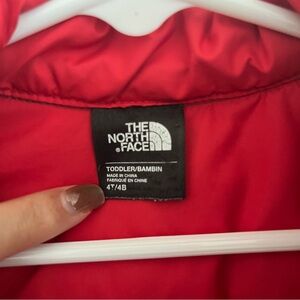 THE
NORTH
FACE
TODDLER/BAMBIN
MADE IN CHINA
FABRIQUÉ EN CHINE
4T/4B